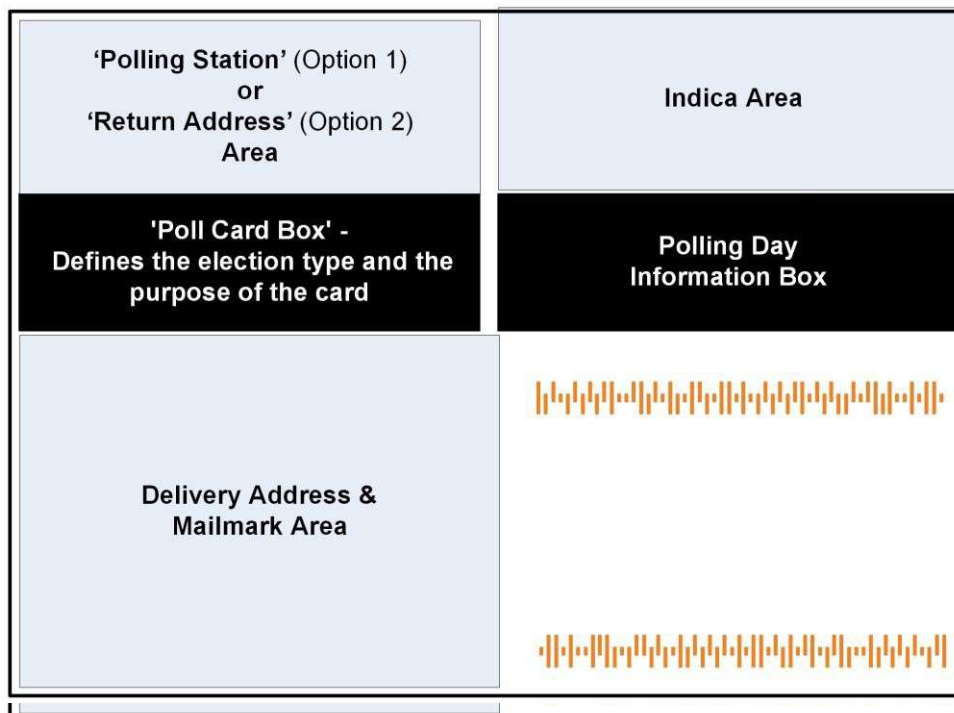 ‘Polling Station’ (Option 1)
or
‘Return Address’ (Option 2)
Area
Indica Area
'Poll Card Box' -
Defines the election type and the
purpose of the card
Polling Day
Information Box
Delivery Address &
Mailmark Area